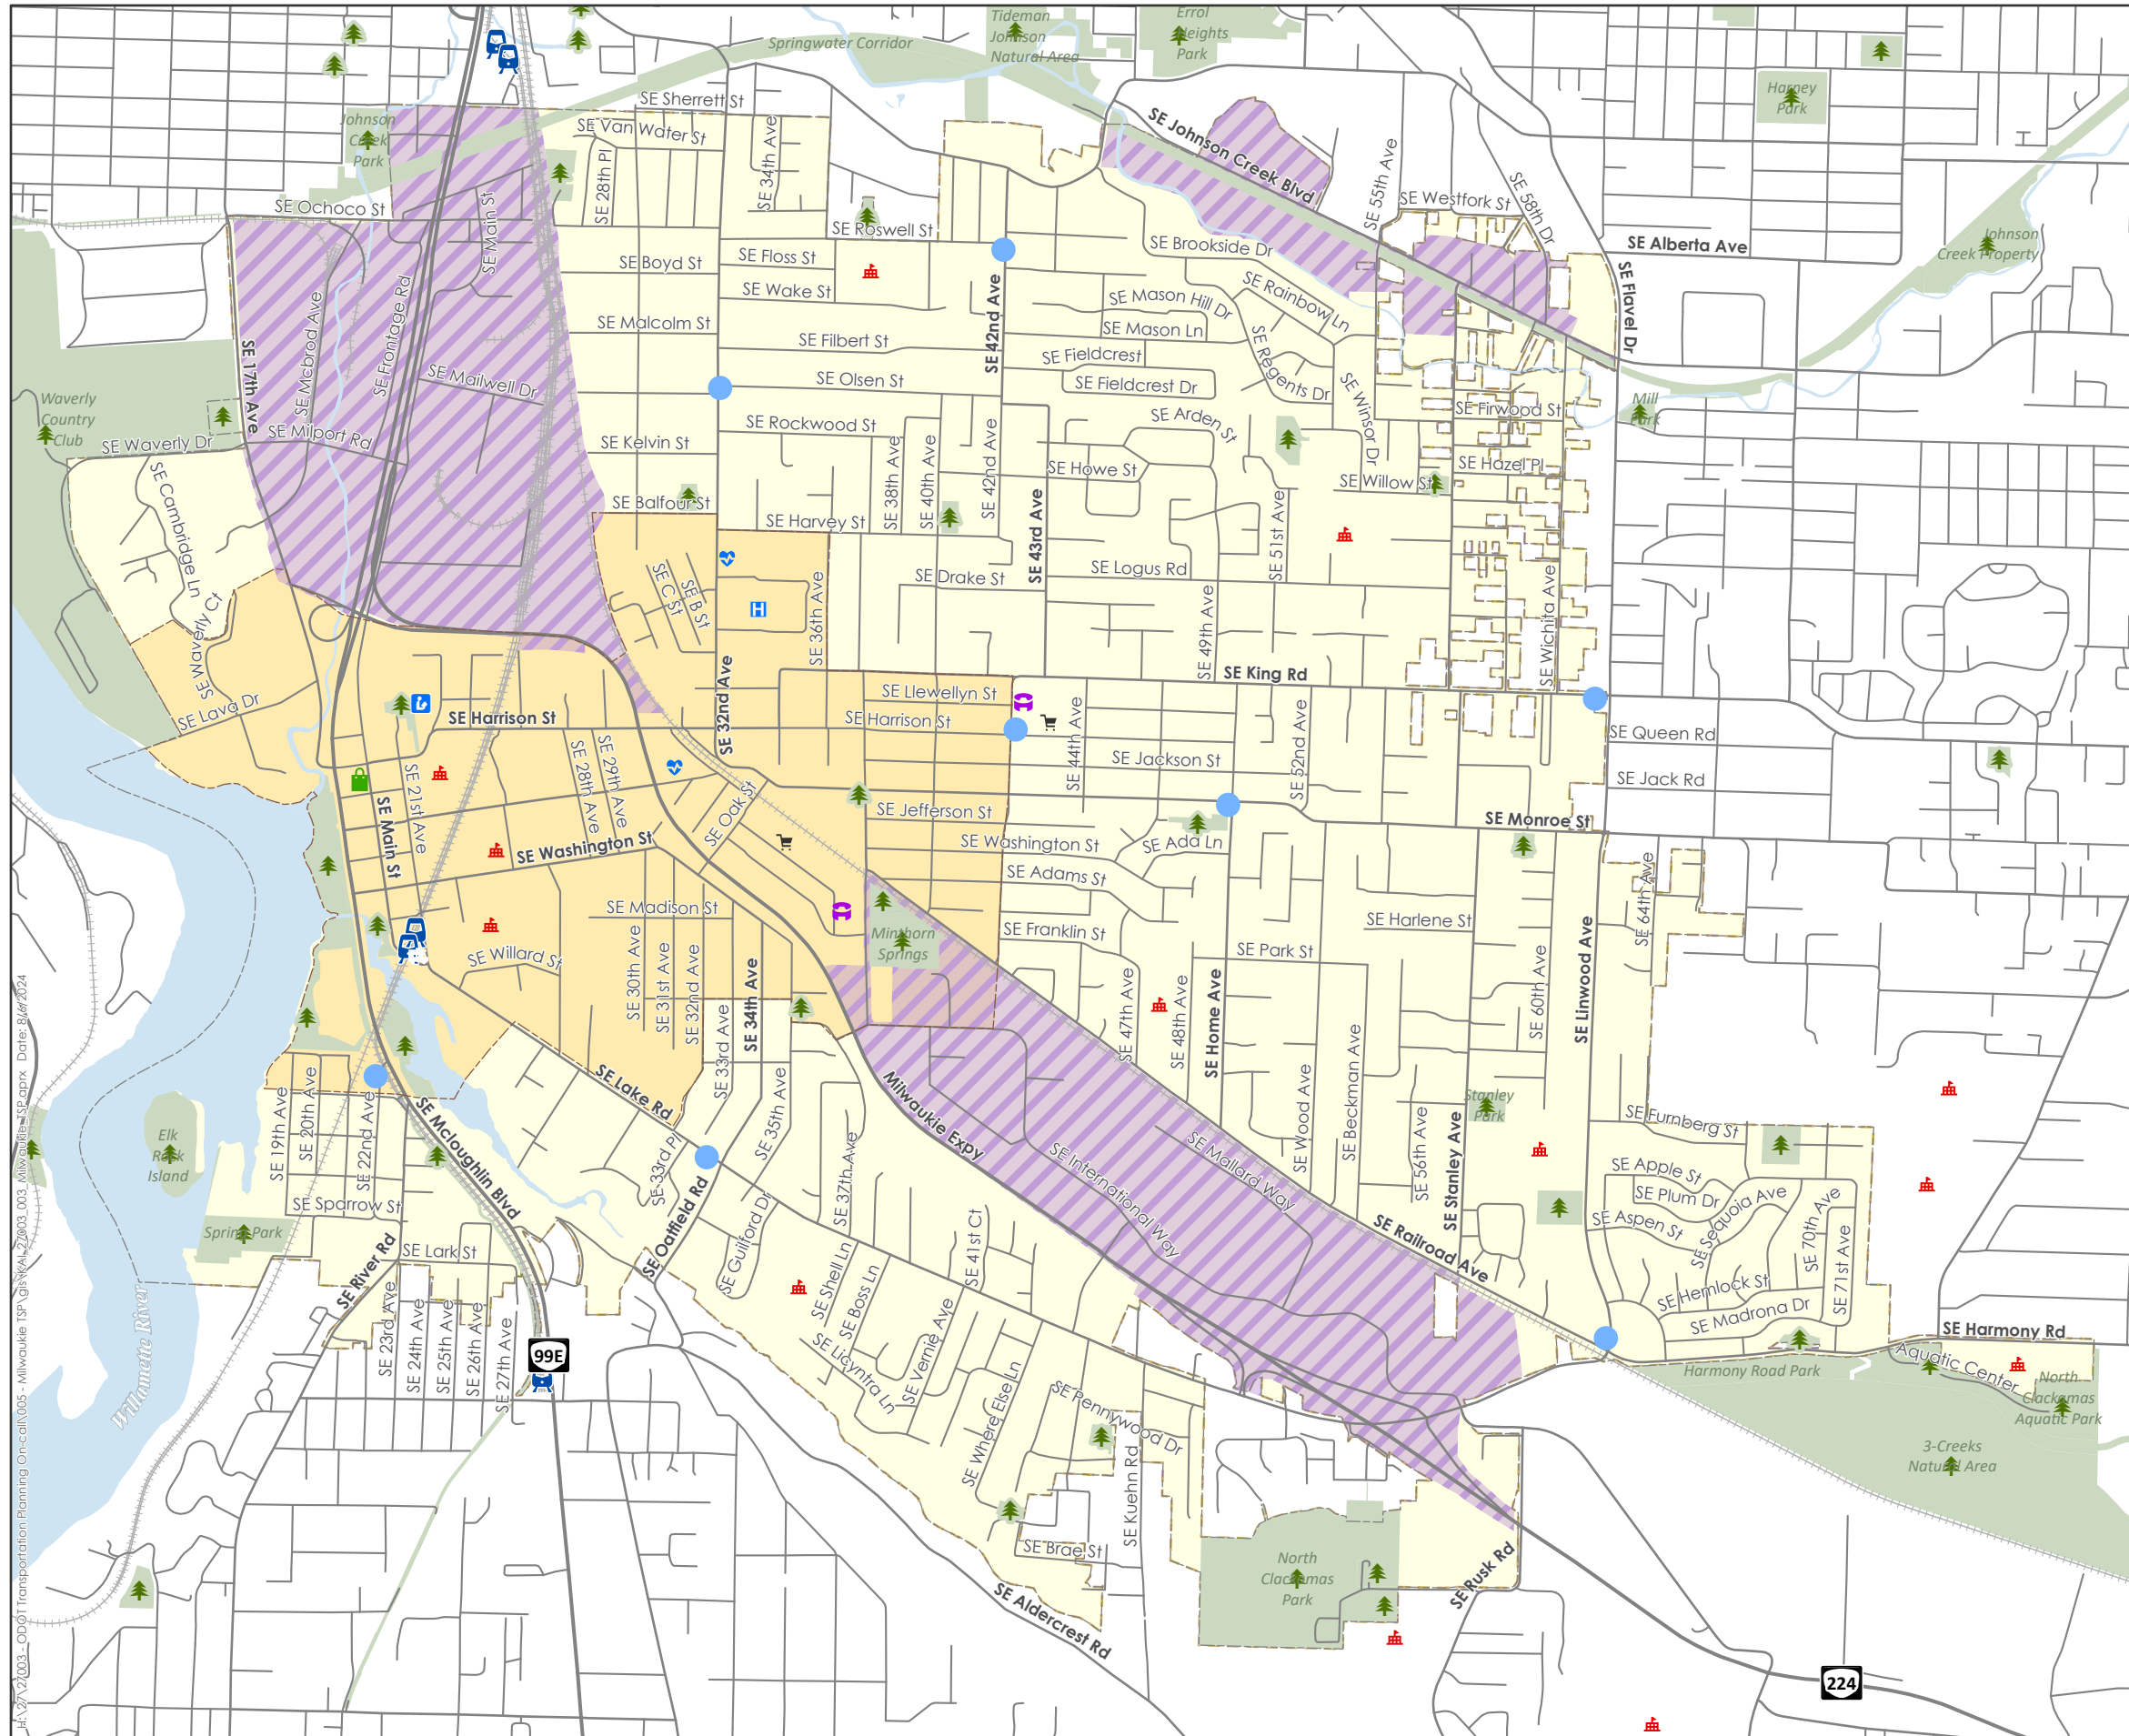 Tideman
Johnson
Natural Area
Errol
Heights
Park
Springwater Corridor
Harney
Park
Johnson
Creek
Park
SE Sherrett St
SE Van Water St
SE 28th Pl
SE 34th Ave
SE Johnson Creek Blvd
SE 55th Ave
SE Westfork St
SE 58th Dr
SE Ochoco St
SE Main St
SE Roswell St
SE Brookside Dr
SE Alberta Ave
Johnson
Creek Property
SE Boyd St
SE Floss St
SE Wake St
SE 42nd Ave
SE Mason Hill Dr
SE Rainbow Ln
SE Flavel Dr
SE Mcbrod Ave
SE Frontage Rd
SE Malcolm St
SE Filbert St
SE Mason Ln
SE Fieldcrest
SE Regents Dr
SE 17th Ave
SE Mailwell Dr
SE Olsen St
SE Fieldcrest Dr
SE Winsor Dr
Waverly
Country
Club
SE Waverly Dr
SE Milport Rd
SE Kelvin St
SE Rockwood St
SE Arden St
SE Firwood St
Mill
Park
SE Cambridge Ln
SE 38th Ave
SE 40th Ave
SE 42nd Ave
SE Howe St
SE Hazel Pl
SE Willow St
SE Balfour St
SE Harvey St
SE 43rd Ave
SE 51st Ave
SE C St
SE B St
SE Drake St
SE Logus Rd
SE 36th Ave
SE 49th Ave
SE Wichita Ave
SE Waverly Ct
SE Lava Dr
SE 32nd Ave
SE King Rd
SE Llewellyn St
SE Harrison St
SE Harrison St
SE 44th Ave
SE 52nd Ave
SE Queen Rd
SE Jackson St
SE Jack Rd
SE 28th Ave
SE 29th Ave
SE 21st Ave
SE Main St
SE Oak St
SE Jefferson St
SE Monroe St
SE Washington St
SE Washington St
SE Ada Ln
SE Adams St
SE 64th Ave
SE Madison St
SE Harlene St
Minthorn
Springs
SE Franklin St
SE Park St
SE Willard St
SE 30th Ave
SE 31st Ave
SE 32nd Ave
SE 34th Ave
SE 33rd Ave
SE 47th Ave
SE 48th Ave
SE Home Ave
SE 60th Ave
SE Linwood Ave
SE Lake Rd
SE Wood Ave
SE Beckman Ave
Stanley
Park
SE Furnberg St
SE 19th Ave
SE 20th Ave
SE 22nd Ave
SE Mcloughlin Blvd
SE 35th Ave
Milwaukie Expy
Elk
Rock
Island
SE 33rd Pl
SE 37th Ave
SE International Way
SE Mallard Way
SE 56th Ave
SE Stanley Ave
SE Apple St
SE Plum Dr
SE Sequoia Ave
SE Aspen St
SE 70th Ave
SE 71st Ave
Spring Park
SE Sparrow St
SE Lark St
SE River Rd
SE Oatfield Rd
SE Guilford Dr
SE 41st Ct
SE Railroad Ave
SE Hemlock St
SE Madrona Dr
SE Shell Ln
SE Boss Ln
SE Vernie Ave
SE Licyntra Ln
SE 23rd Ave
SE 24th Ave
SE 25th Ave
SE 26th Ave
SE 27th Ave
99E
Willamette River
SE Harmony Rd
Aquatic Center
Harmony Road Park
North
Clackamas
Aquatic Park
SE Where Else Ln
SE Pennywood Dr
SE Kuehn Rd
3-Creeks
Natural Area
SE Brae St
SE Aldercrest Rd
North
Clackamas
Park
SE Rusk Rd
224
H:\27\27003 - ODOT Transportation Planning On-call\005 - Milwaukie TSP\gis\KAI_27003_003_Milwaukie_TSP.aprx Date: 8/6/2024